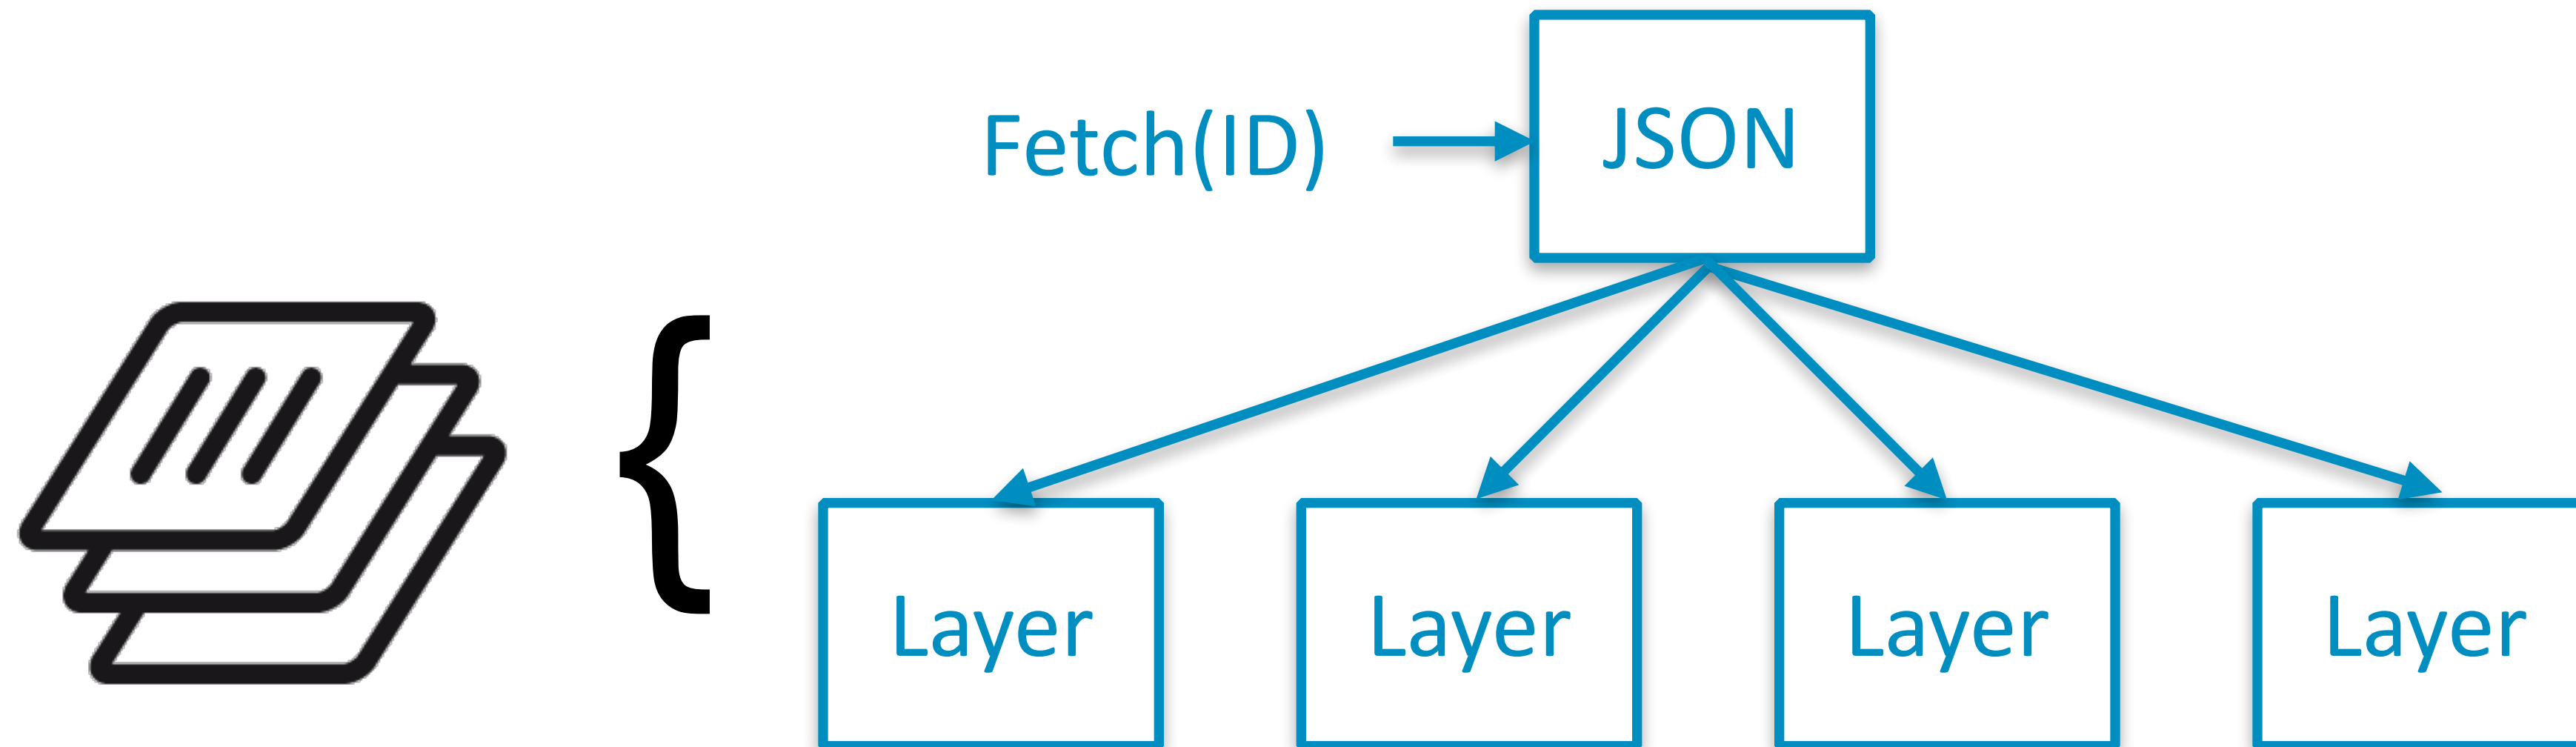 Fetch(ID)
JSON
{
Layer
Layer
Layer
Layer